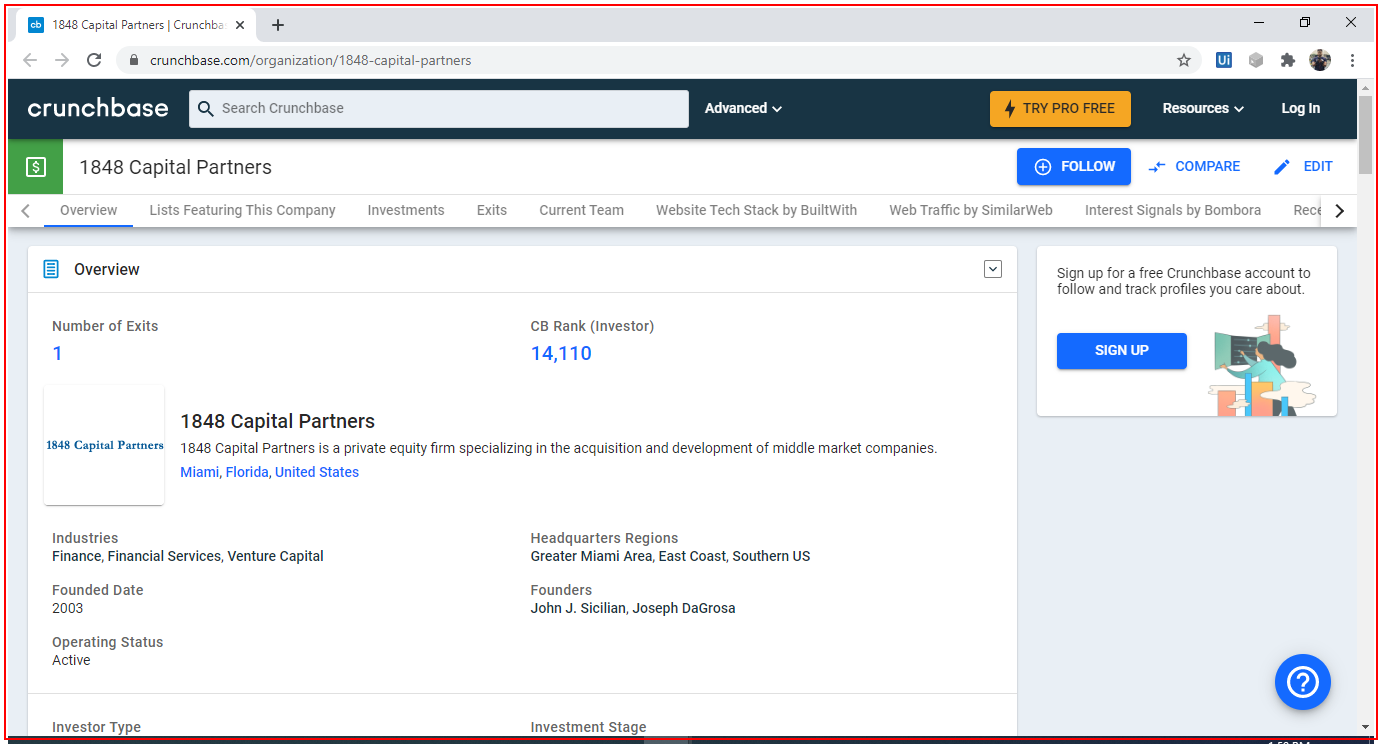 cb 1848 Capital Partners | Crunchba
crunchbase.com/organization/1848-capital-partners
Ui
crunchbase
Search Crunchbase
Advanced
TRY PRO FREE
Resources
Log In
$
1848 Capital Partners
FOLLOW
COMPARE
EDIT
Overview
Lists Featuring This Company
Investments
Exits
Current Team
Website Tech Stack by BuiltWith
Web Traffic by SimilarWeb
Interest Signals by Bombora
Rece
Overview
Number of Exits
1
CB Rank (Investor)
14,110
1848 Capital Partners
1848 Capital Partners
1848 Capital Partners is a private equity firm specializing in the acquisition and development of middle market companies.
Miami, Florida, United States
Industries
Finance, Financial Services, Venture Capital
Headquarters Regions
Greater Miami Area, East Coast, Southern US
Founded Date
2003
Founders
John J. Sicilian, Joseph DaGrosa
Operating Status
Active
Investor Type
Investment Stage
Sign up for a free Crunchbase account to
follow and track profiles you care about.
SIGN UP
?